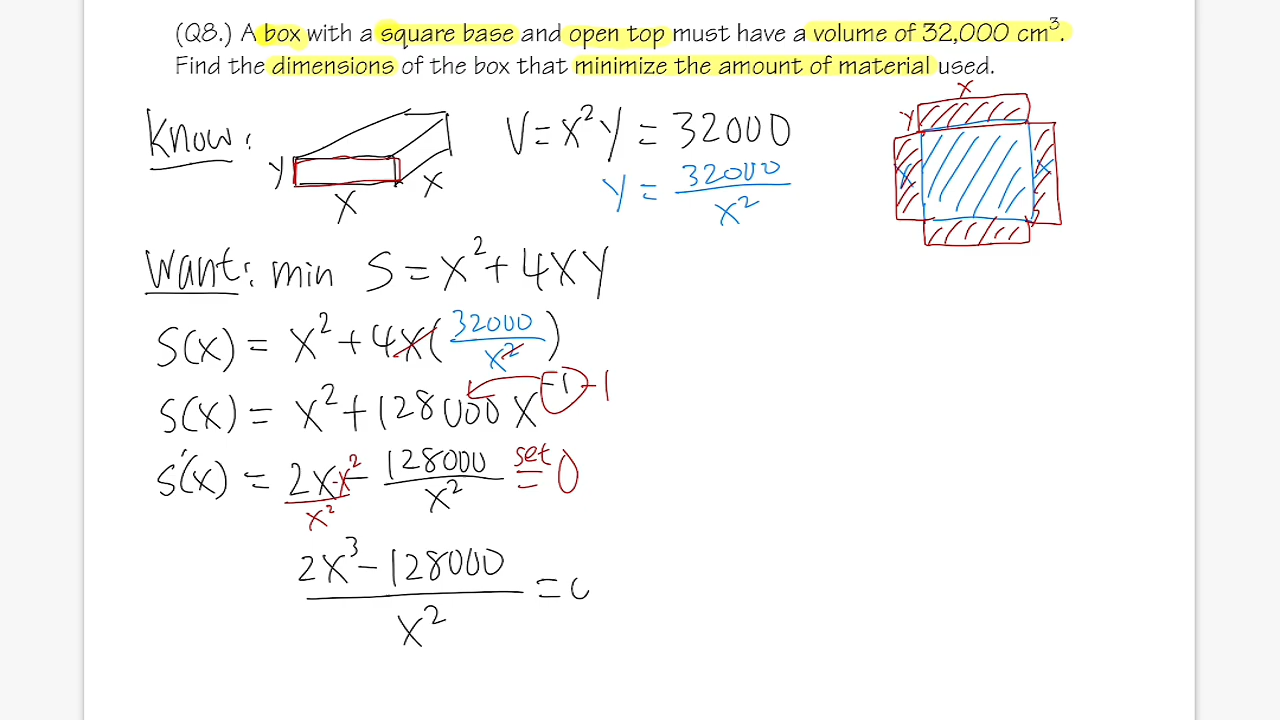 (Q8.) A box with a square base and open top must have a volume of 32,000 cm³.
Find the dimensions of the box that minimize the amount of material used.
Know:
y
x
x
V = x²y = 32000
y = 32000/x²
x
y
x
x
Want: min S = x² + 4xy
S(x) = x² + 4x(32000/x²)
S(x) = x² + 128000x⁻¹ -1
S'(x) = 2x·x²/x² - 128000/x² set = 0
(2x³ - 128000)/x² = 0